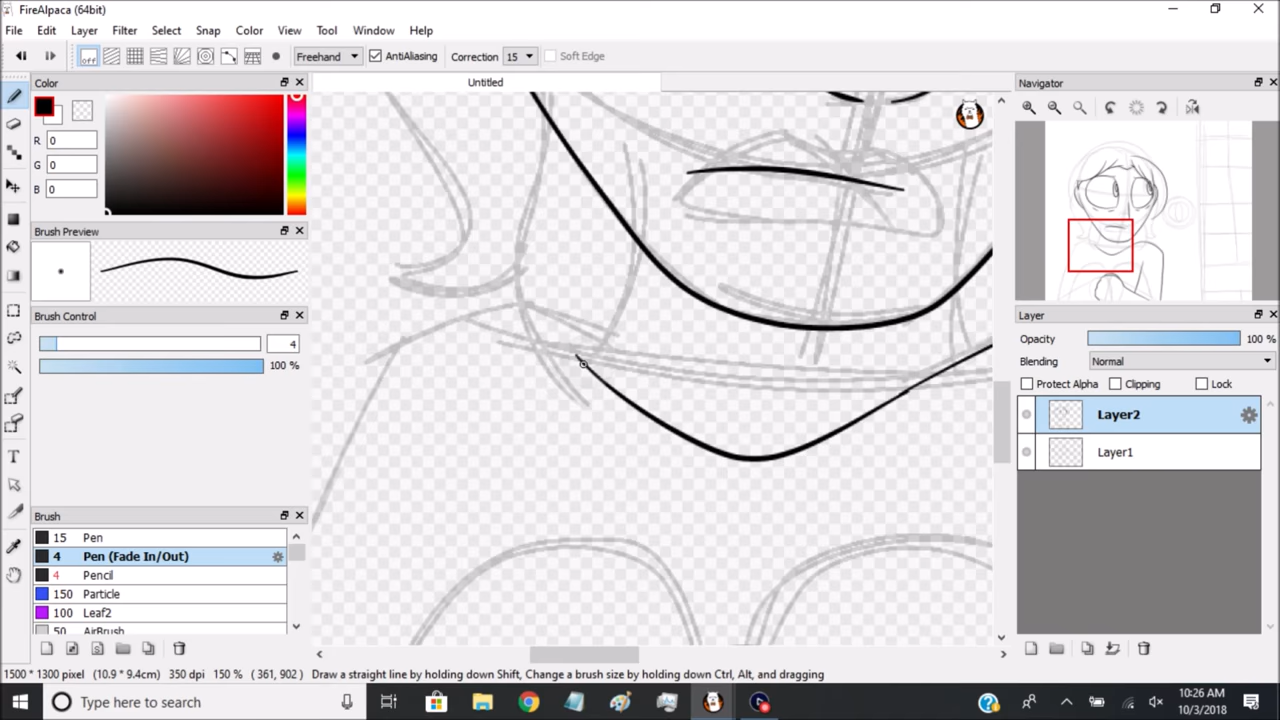 FireAlpaca (64bit)
File Edit Layer Filter Select Snap Color View Tool Window Help
off Freehand AntiAliasing Correction 15 Soft Edge
Color
Untitled
Navigator
R 0
G 0
B 0
Brush Preview
Brush Control
4
100 %
Layer
Opacity 100 %
Blending Normal
Protect Alpha Clipping Lock
Layer2
Layer1
Brush
15 Pen
4 Pen (Fade In/Out)
4 Pencil
150 Particle
100 Leaf2
50 AirBrush
1500 * 1300 pixel (10.9 * 9.4cm) 350 dpi 150 % ( 361, 902 ) Draw a straight line by holding down Shift, Change a brush size by holding down Ctrl, Alt, and dragging
Type here to search
10:26 AM
10/3/2018